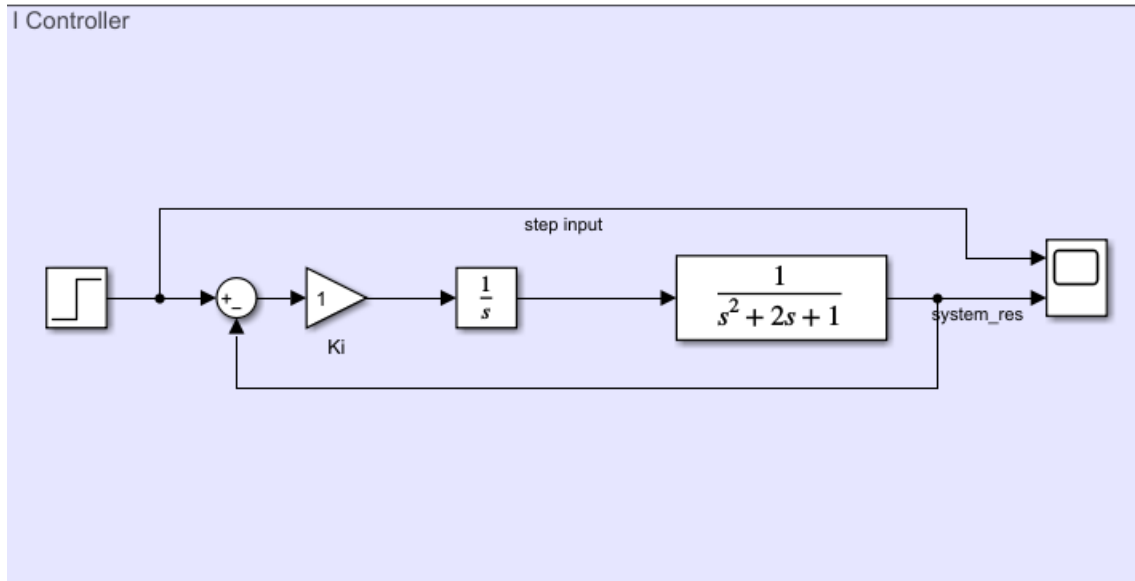 I Controller
step input
+
−
1
Ki
1
s
1
s² + 2s + 1
system_res